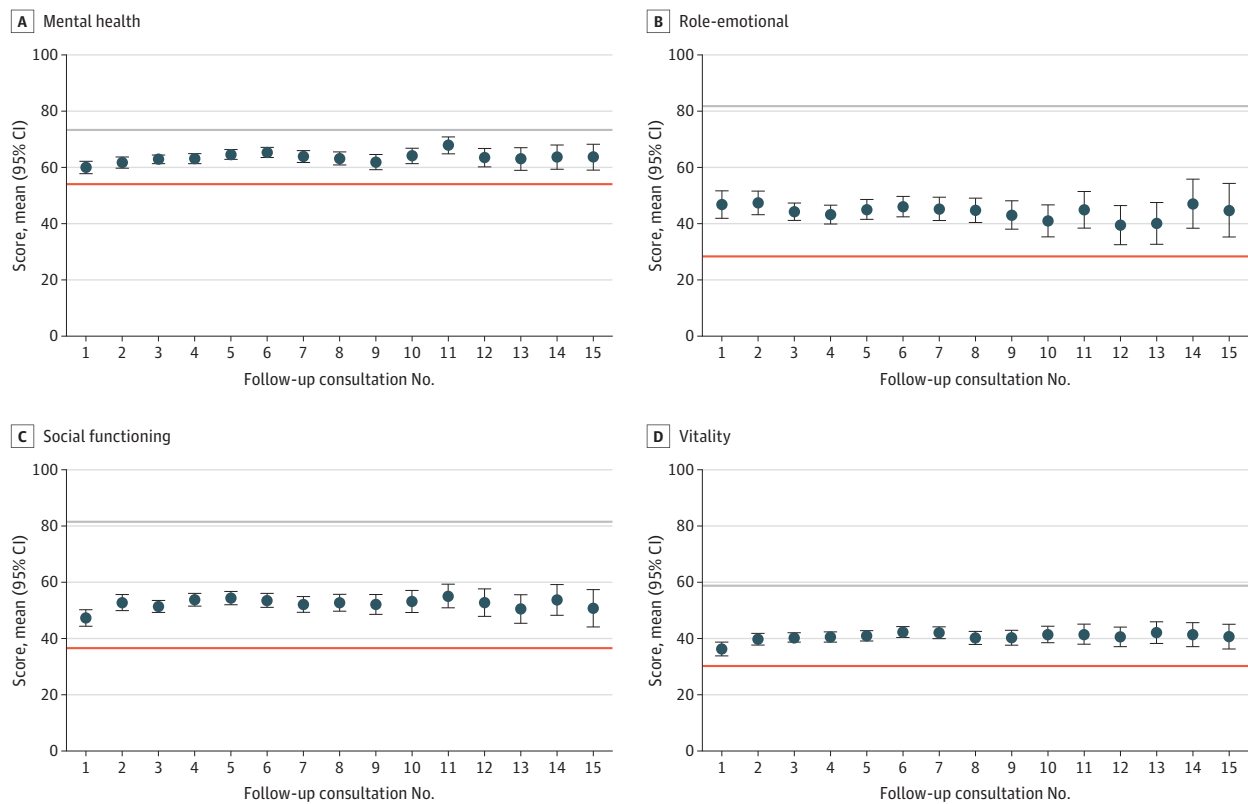 A Mental health
100
80
60
40
20
0
Score, mean (95% CI)
1 2 3 4 5 6 7 8 9 10 11 12 13 14 15
Follow-up consultation No.
B Role-emotional
100
80
60
40
20
0
Score, mean (95% CI)
1 2 3 4 5 6 7 8 9 10 11 12 13 14 15
Follow-up consultation No.
C Social functioning
100
80
60
40
20
0
Score, mean (95% CI)
1 2 3 4 5 6 7 8 9 10 11 12 13 14 15
Follow-up consultation No.
D Vitality
100
80
60
40
20
0
Score, mean (95% CI)
1 2 3 4 5 6 7 8 9 10 11 12 13 14 15
Follow-up consultation No.